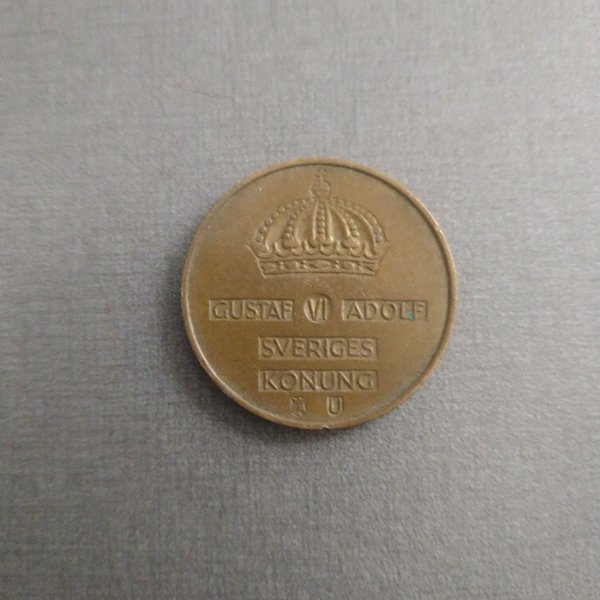 GUSTAF VI ADOLF
SVERIGES
KONUNG
U